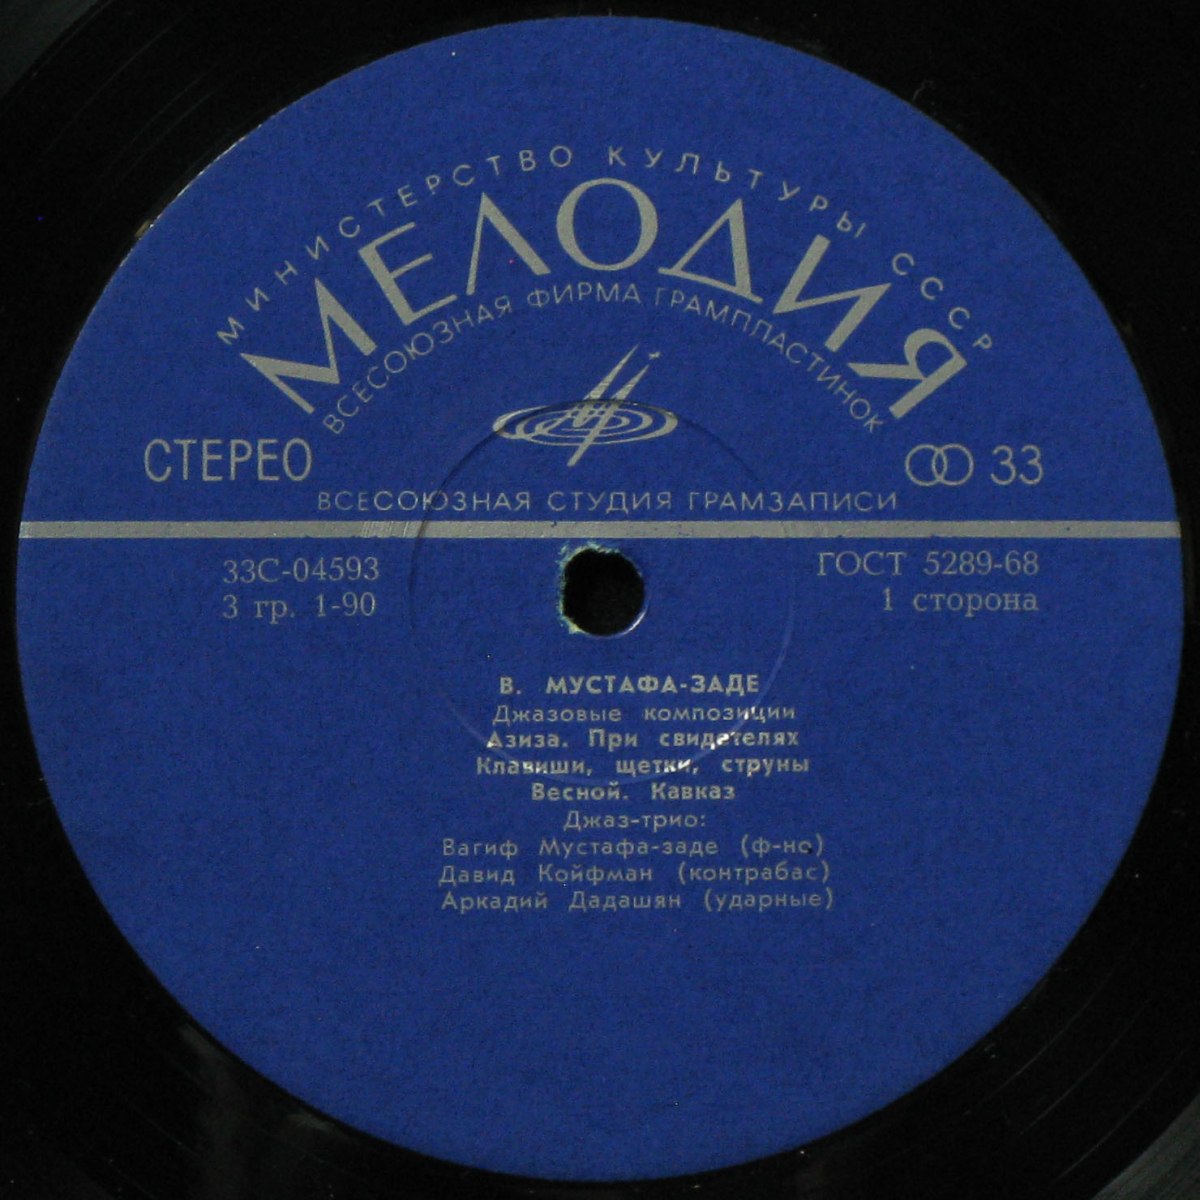 МИНИСТЕРСТВО КУЛЬТУРЫ СССР
МЕЛОДИЯ
ВСЕСОЮЗНАЯ ФИРМА ГРАМПЛАСТИНОК
СТЕРЕО
33
ВСЕСОЮЗНАЯ СТУДИЯ ГРАМЗАПИСИ
33С-04593
ГОСТ 5289-68
3 гр. 1-90
1 сторона
В. МУСТАФА-ЗАДЕ
Джазовые композиции
Азиза. При свидетелях
Клавиши, щетки, струны
Весной. Кавказ
Джаз-трио:
Вагиф Мустафа-заде (ф-но)
Давид Койфман (контрабас)
Аркадий Дадашян (ударные)